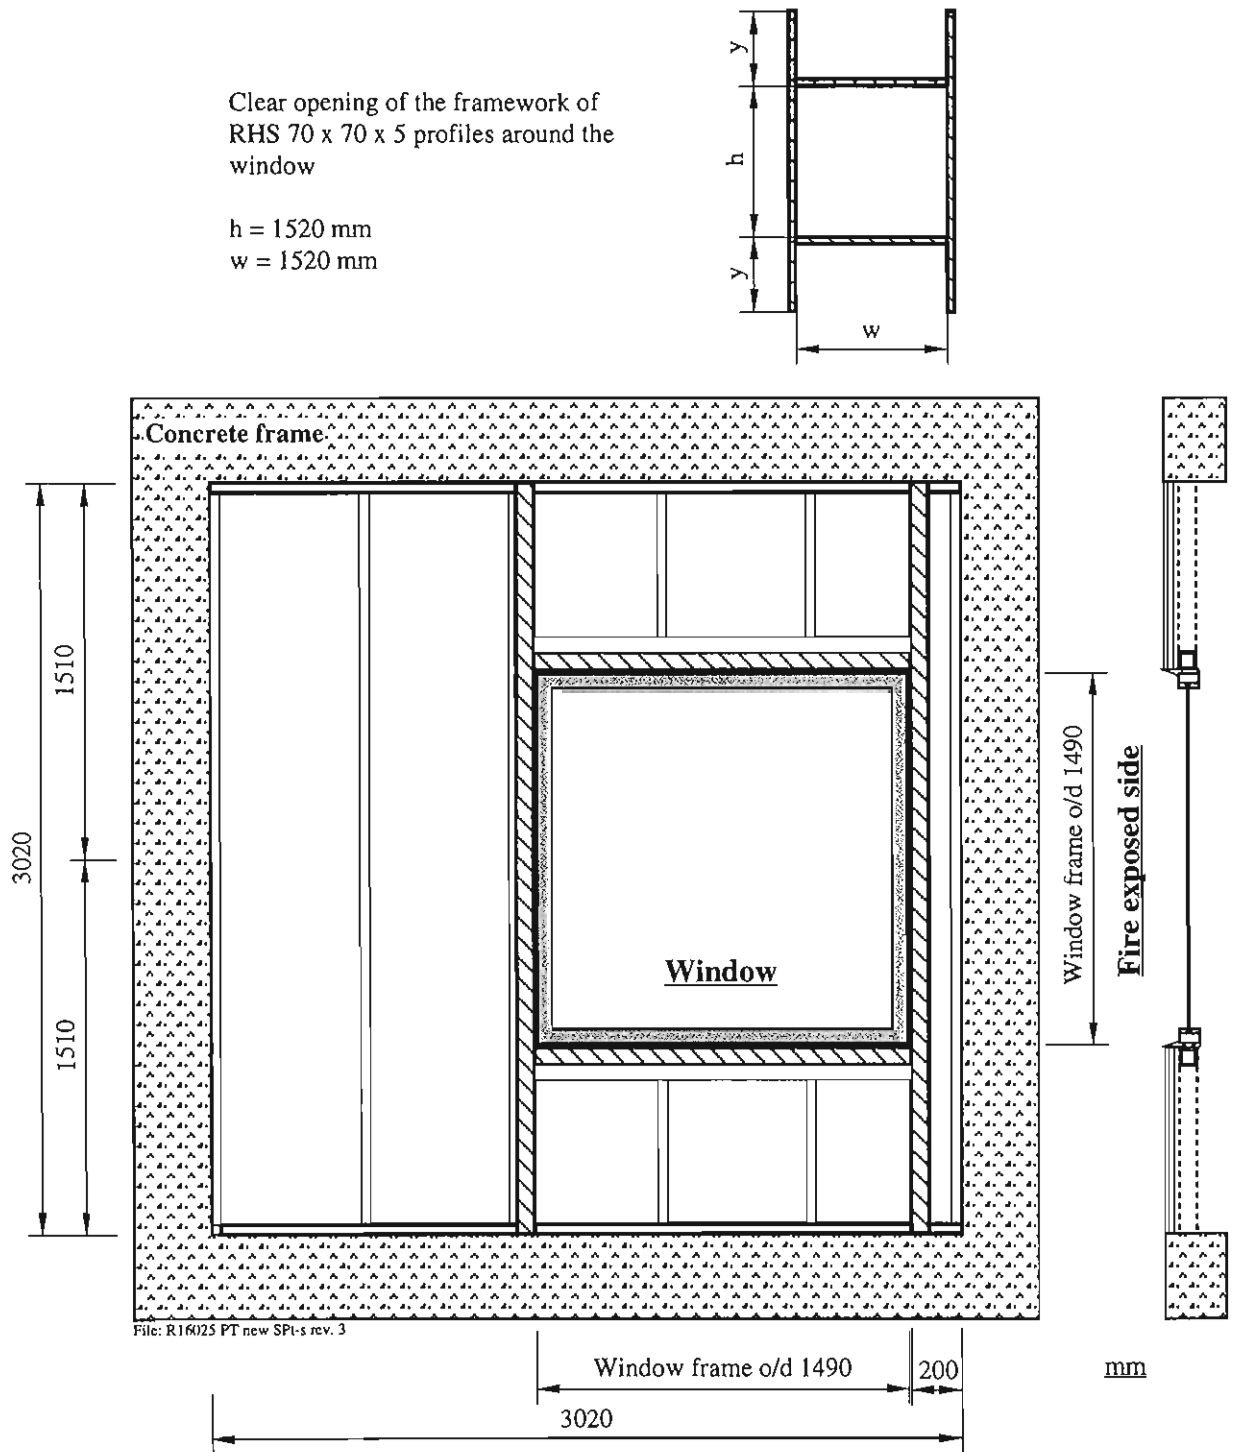 Clear opening of the framework of
RHS 70 x 70 x 5 profiles around the
window
h = 1520 mm
w = 1520 mm
y
h
y
w
Concrete frame
1510
3020
1510
Window
Window frame o/d 1490
Fire exposed side
File: R16025 PT new SPt-s rev. 3
Window frame o/d 1490
200
mm
3020